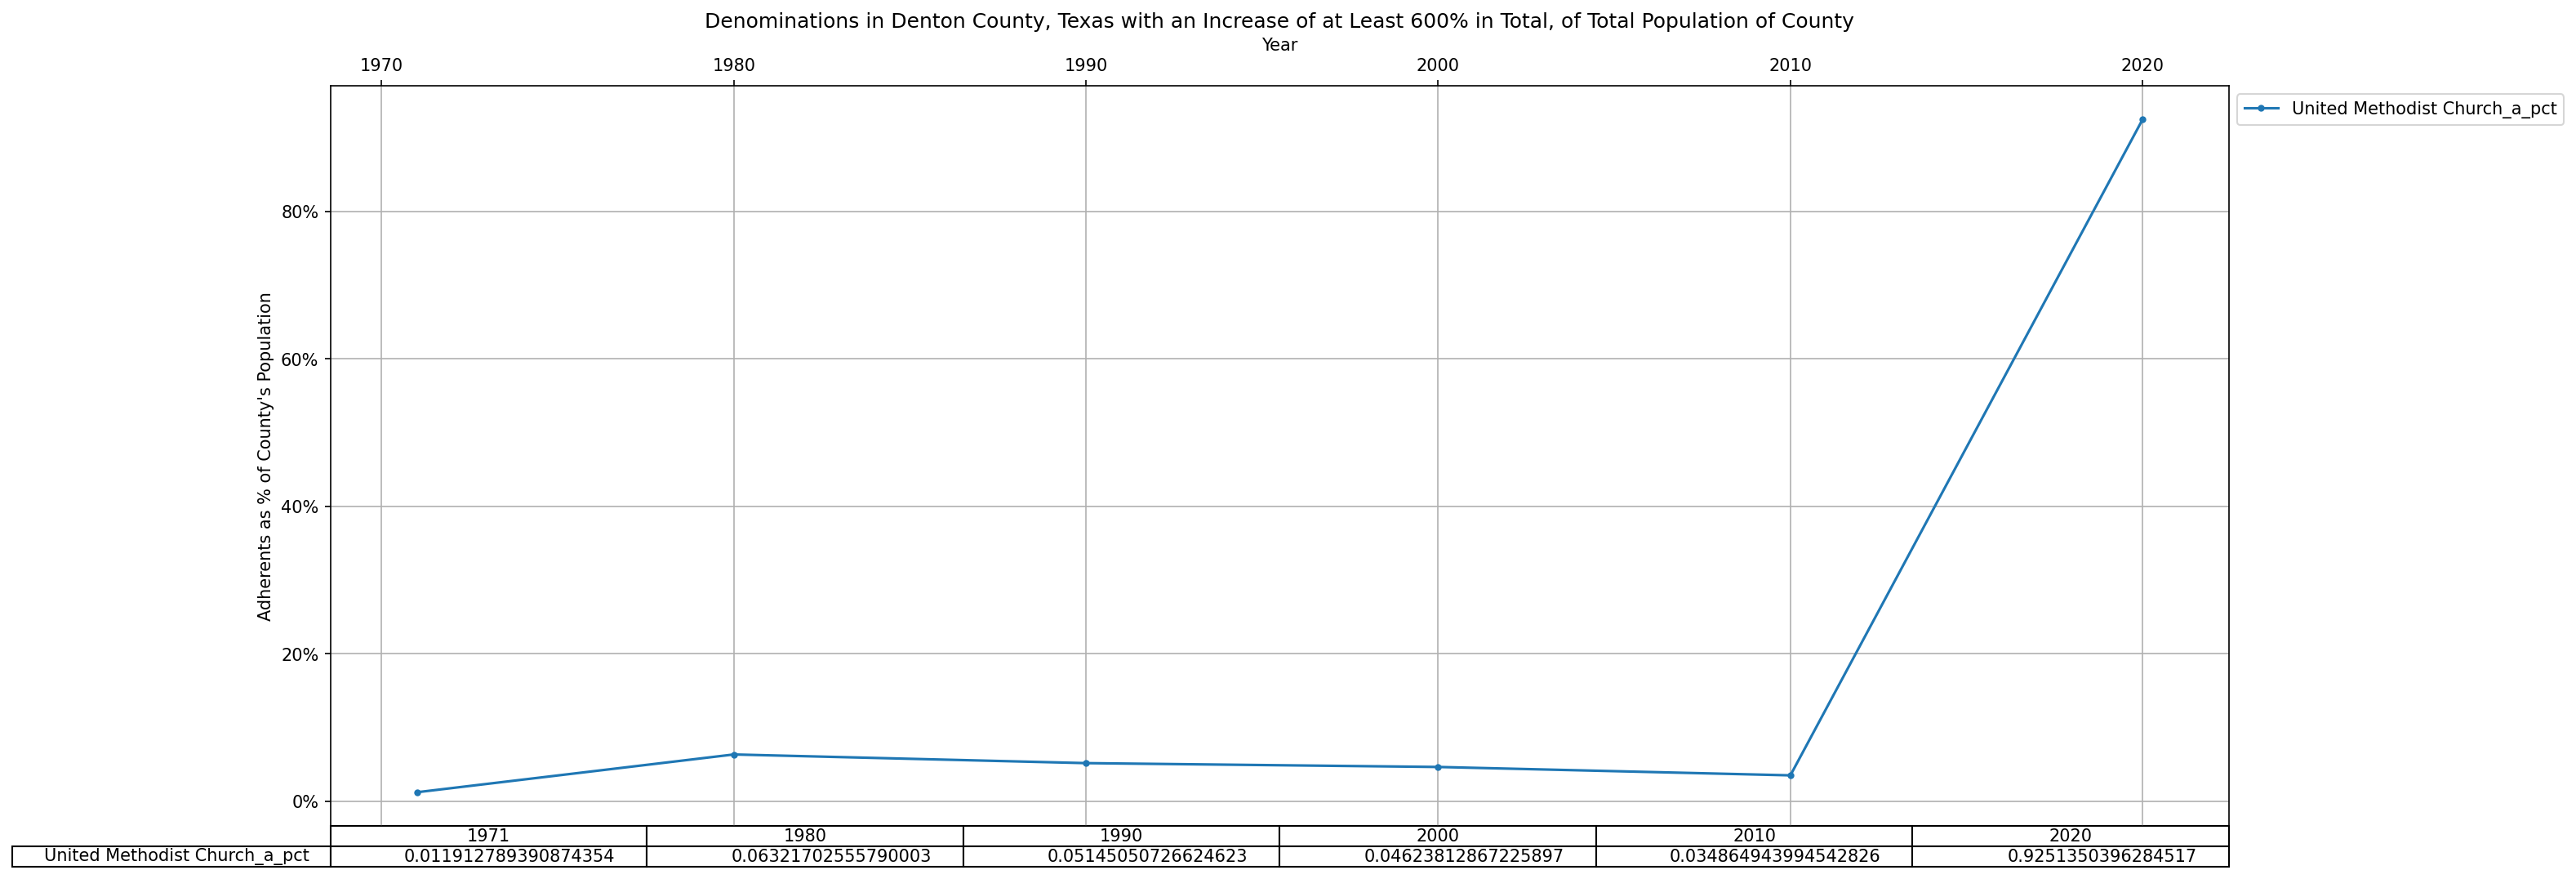 Denominations in Denton County, Texas with an Increase of at Least 600% in Total, of Total Population of County
Year
1970 1980 1990 2000 2010 2020
United Methodist Church_a_pct
Adherents as % of County's Population
80%
60%
40%
20%
0%
1971 1980 1990 2000 2010 2020
United Methodist Church_a_pct 0.011912789390874354 0.06321702555790003 0.05145050726624623 0.04623812867225897 0.034864943994542826 0.9251350396284517